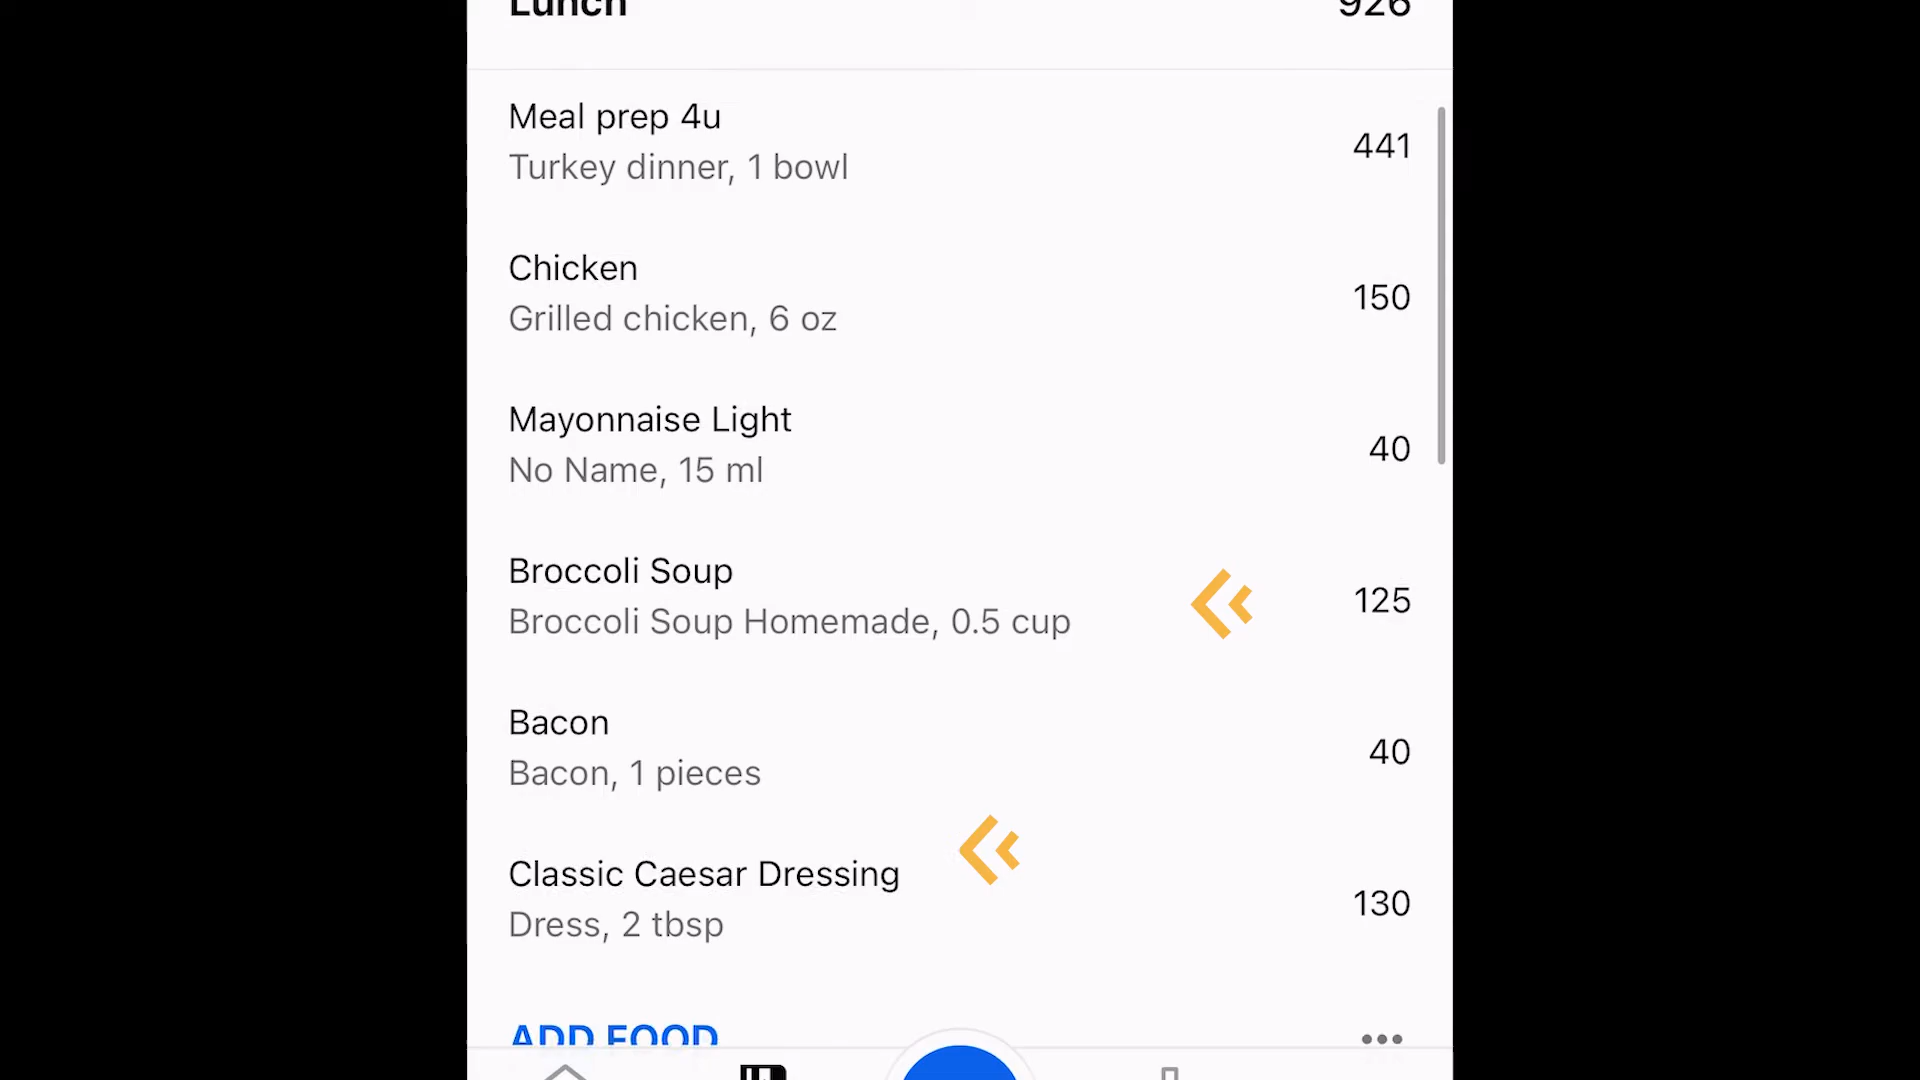 Lunch 926
Meal prep 4u
Turkey dinner, 1 bowl
441
Chicken
Grilled chicken, 6 oz
150
Mayonnaise Light
No Name, 15 ml
40
Broccoli Soup
Broccoli Soup Homemade, 0.5 cup
125
Bacon
Bacon, 1 pieces
40
Classic Caesar Dressing
Dress, 2 tbsp
130
ADD FOOD